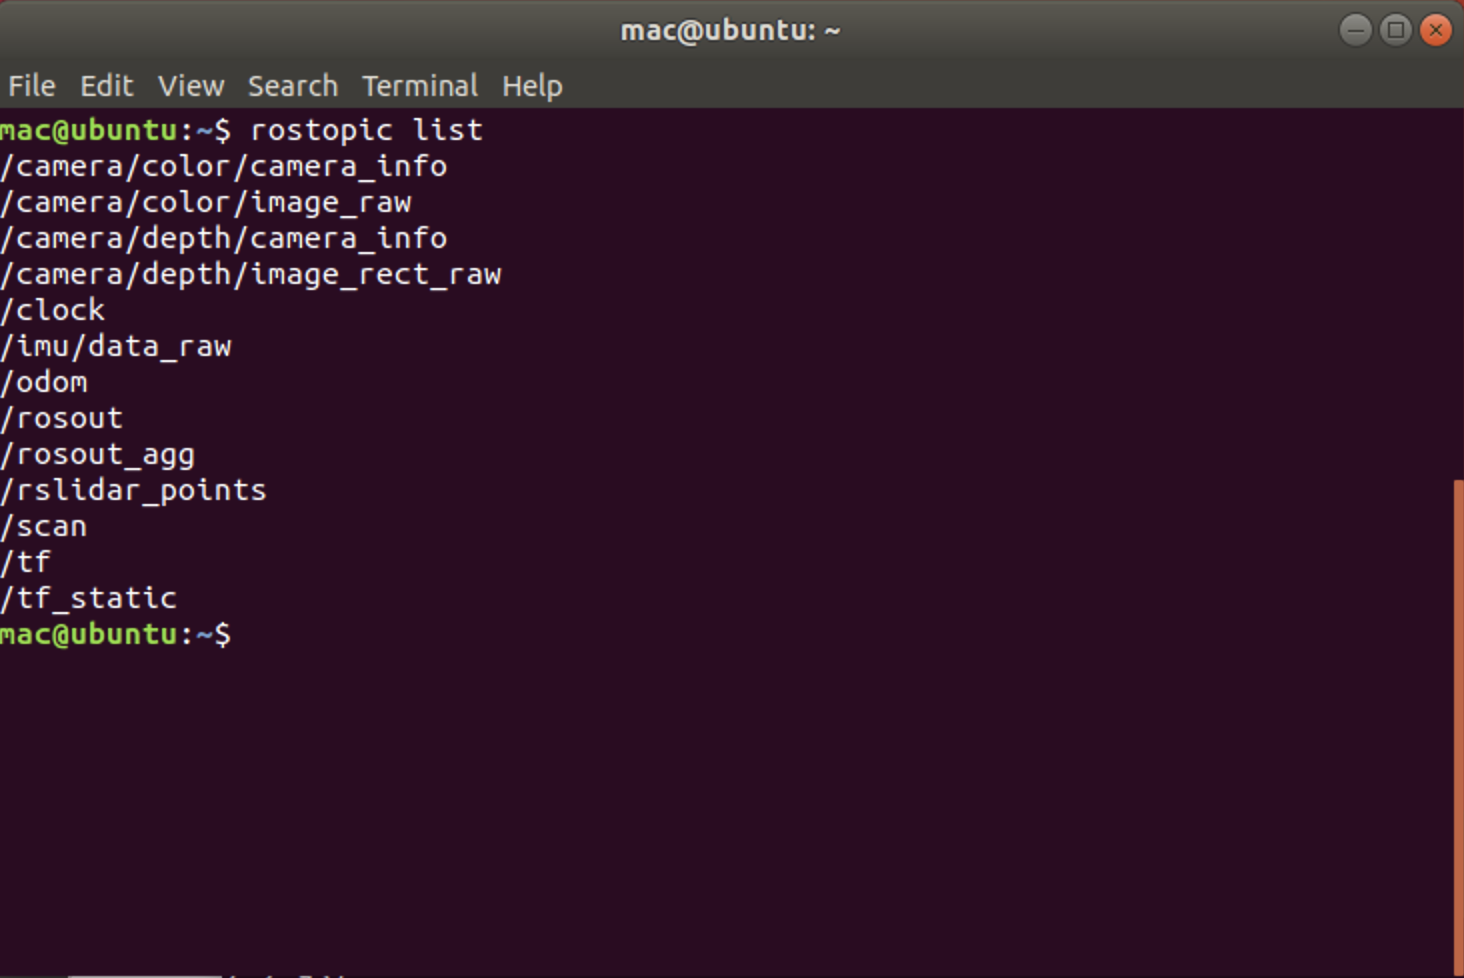 mac@ubuntu: ~
File Edit View Search Terminal Help
mac@ubuntu:~$ rostopic list
/camera/color/camera_info
/camera/color/image_raw
/camera/depth/camera_info
/camera/depth/image_rect_raw
/clock
/imu/data_raw
/odom
/rosout
/rosout_agg
/rslidar_points
/scan
/tf
/tf_static
mac@ubuntu:~$